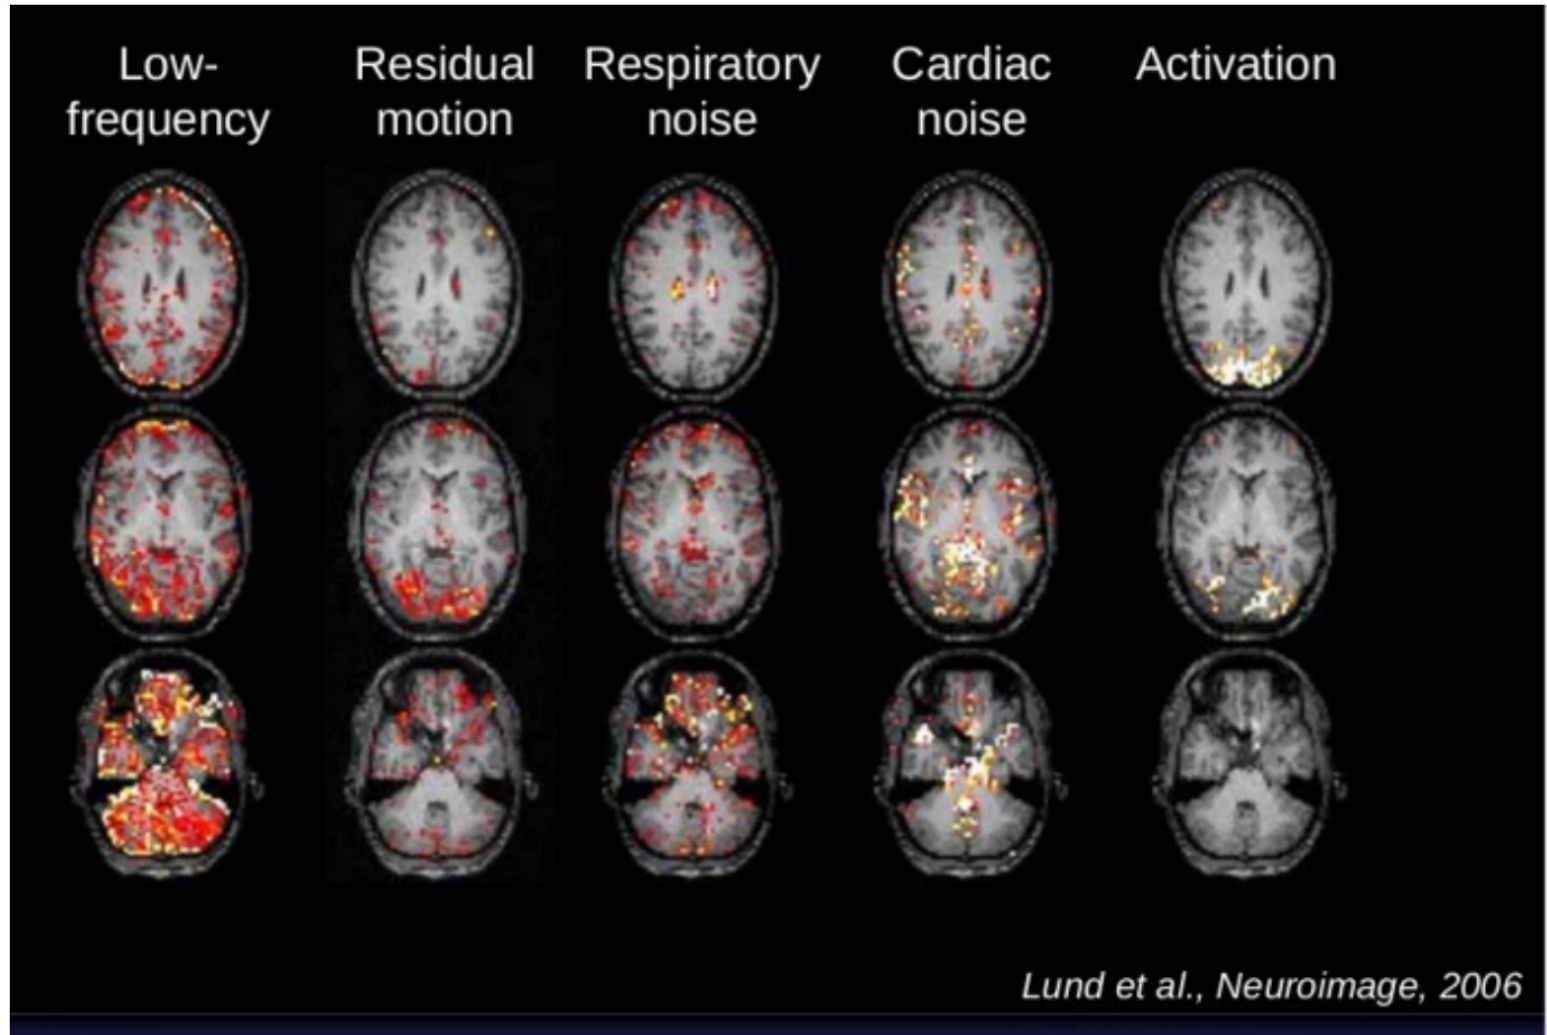 Low-
frequency
Residual
motion
Respiratory
noise
Cardiac
noise
Activation
Lund et al., Neuroimage, 2006